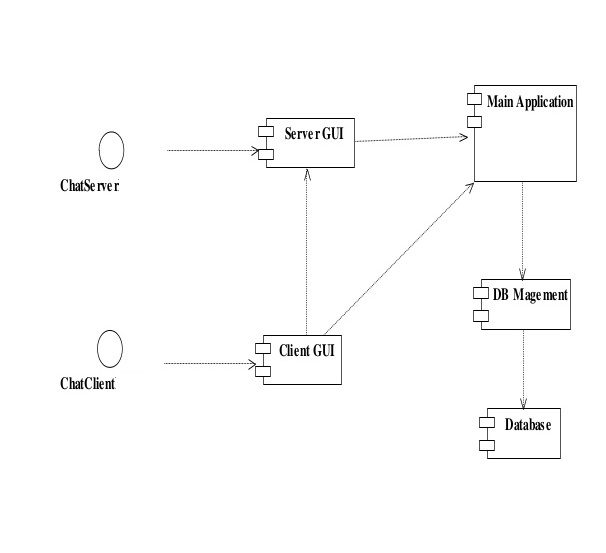 Main Application
Server GUI
ChatServer
DB Magement
Client GUI
ChatClient
Database